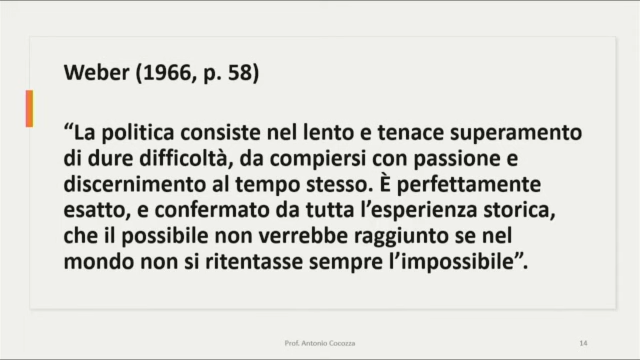 Weber (1966, p. 58)
“La politica consiste nel lento e tenace superamento
di dure difficoltà, da compiersi con passione e
discernimento al tempo stesso. È perfettamente
esatto, e confermato da tutta l’esperienza storica,
che il possibile non verrebbe raggiunto se nel
mondo non si ritentasse sempre l’impossibile”.
Prof. Antonio Cocozza
14